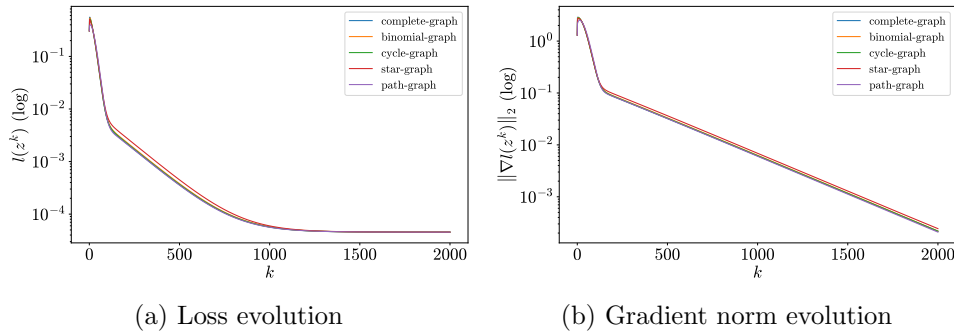 complete-graph
binomial-graph
cycle-graph
star-graph
path-graph
l(z^k) (log)
10^{-1}
10^{-2}
10^{-3}
10^{-4}
0 500 1000 1500 2000
k
(a) Loss evolution
complete-graph
binomial-graph
cycle-graph
star-graph
path-graph
||∇l(z^k)||_2 (log)
10^0
10^{-1}
10^{-2}
10^{-3}
0 500 1000 1500 2000
k
(b) Gradient norm evolution